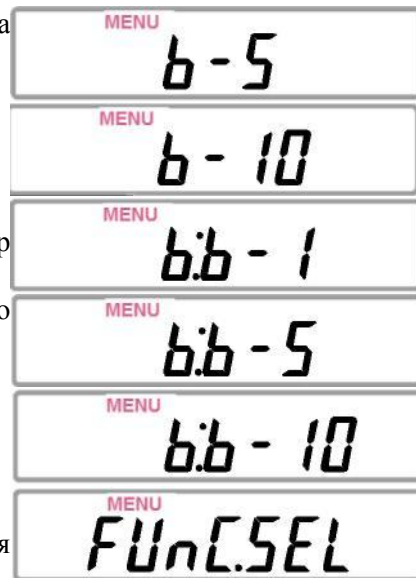 а
MENU
b-5
MENU
b-10
MENU
р
b:b-1
о
MENU
b:b-5
MENU
b:b-10
MENU
я
FUnC.SEL